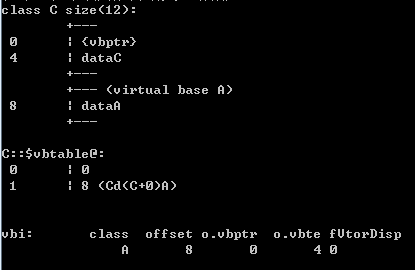 class C size(12):
        +---
 0      | {vbptr}
 4      | dataC
        +---
        +--- (virtual base A)
 8      | dataA
        +---
C::$vbtable@:
 0      | 0
 1      | 8 (Cd(C+0)A)
vbi:       class  offset o.vbptr  o.vbte fVtorDisp
               A       8       0       4 0